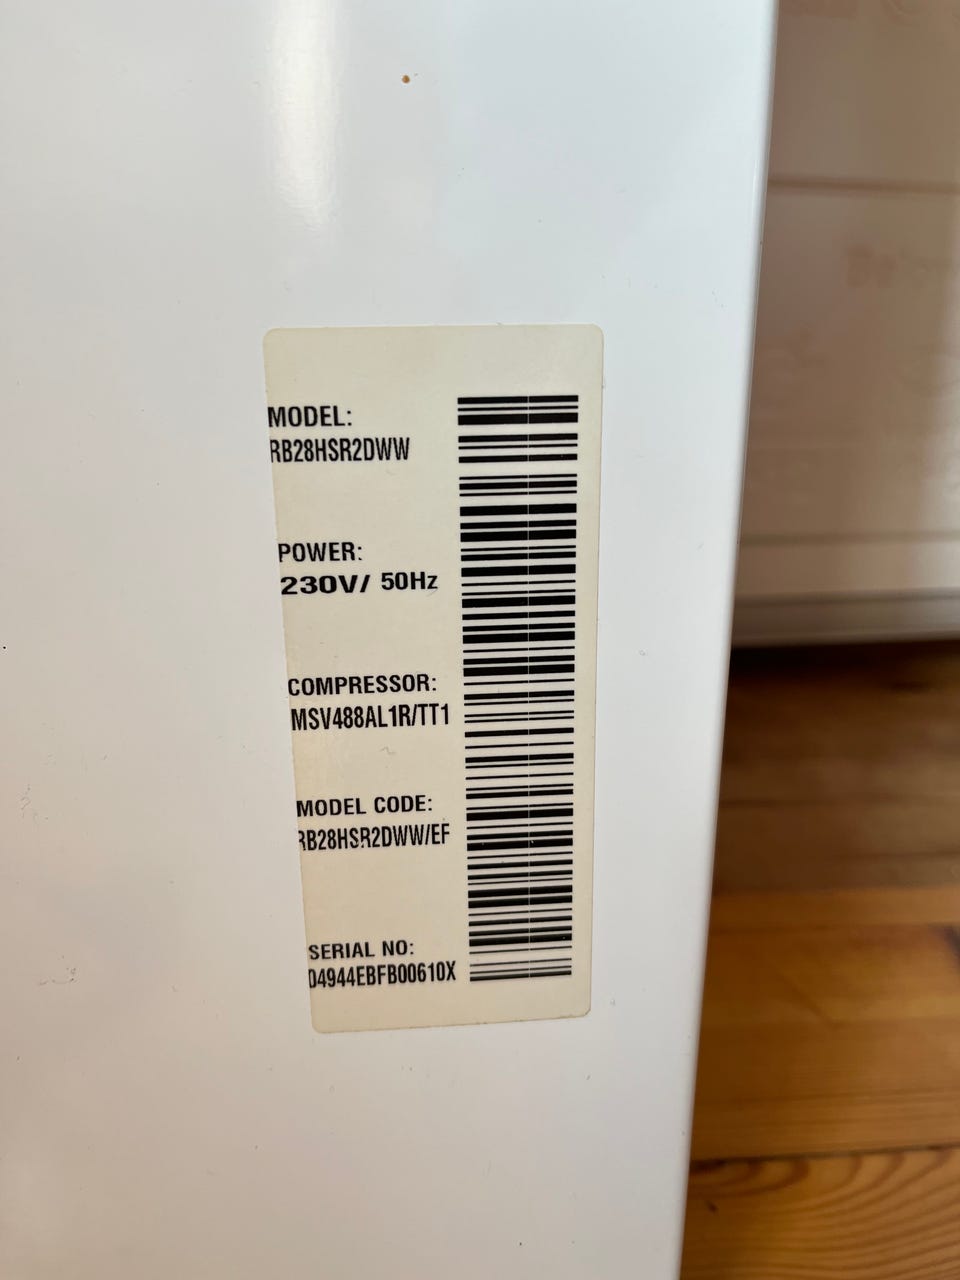 MODEL:
RB28HSR2DWW
POWER:
230V/ 50Hz
COMPRESSOR:
MSV488AL1R/TT1
MODEL CODE:
RB28HSR2DWW/EF
SERIAL NO:
04944EBFB00610X